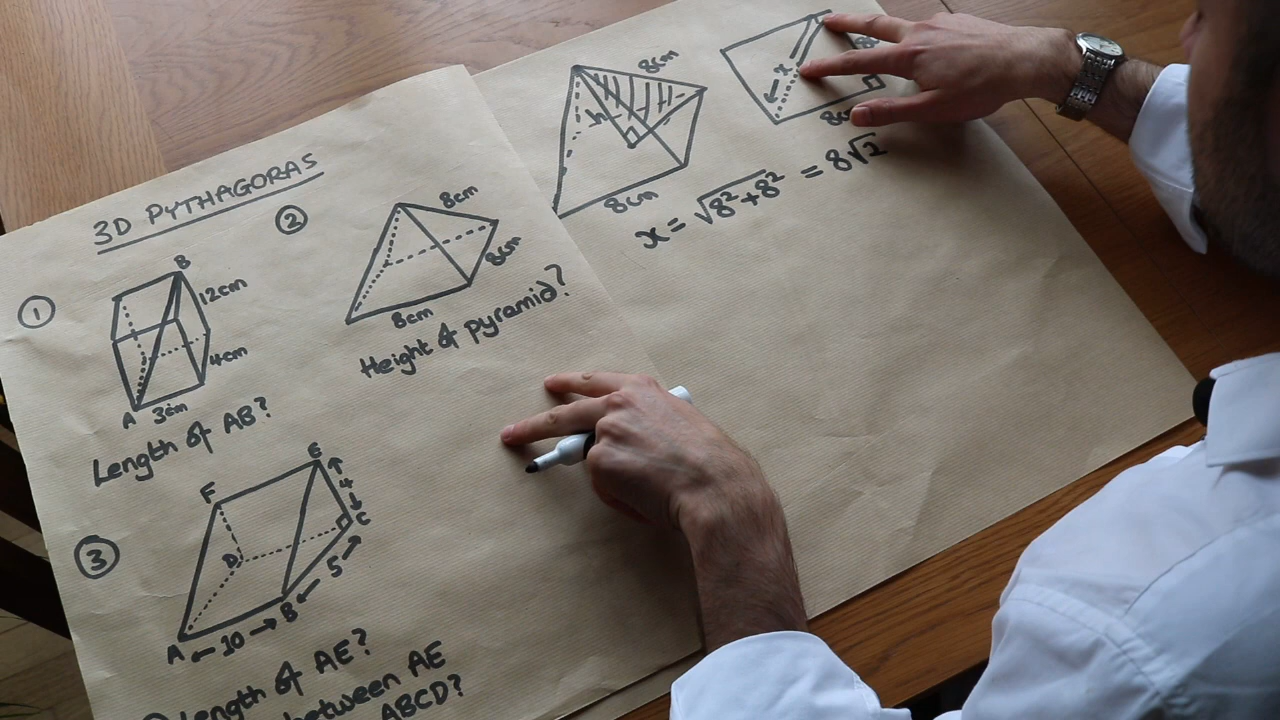 3D PYTHAGORAS
1
B
12cm
4cm
A 3cm
Length of AB?
2
8cm
8cm
8cm
Height of pyramid?
3
F
E
4
C
D
5
B
A 10
Length of AE?
between AE
ABCD?
8cm
h
8cm
x
x = √8²+8² = 8√2